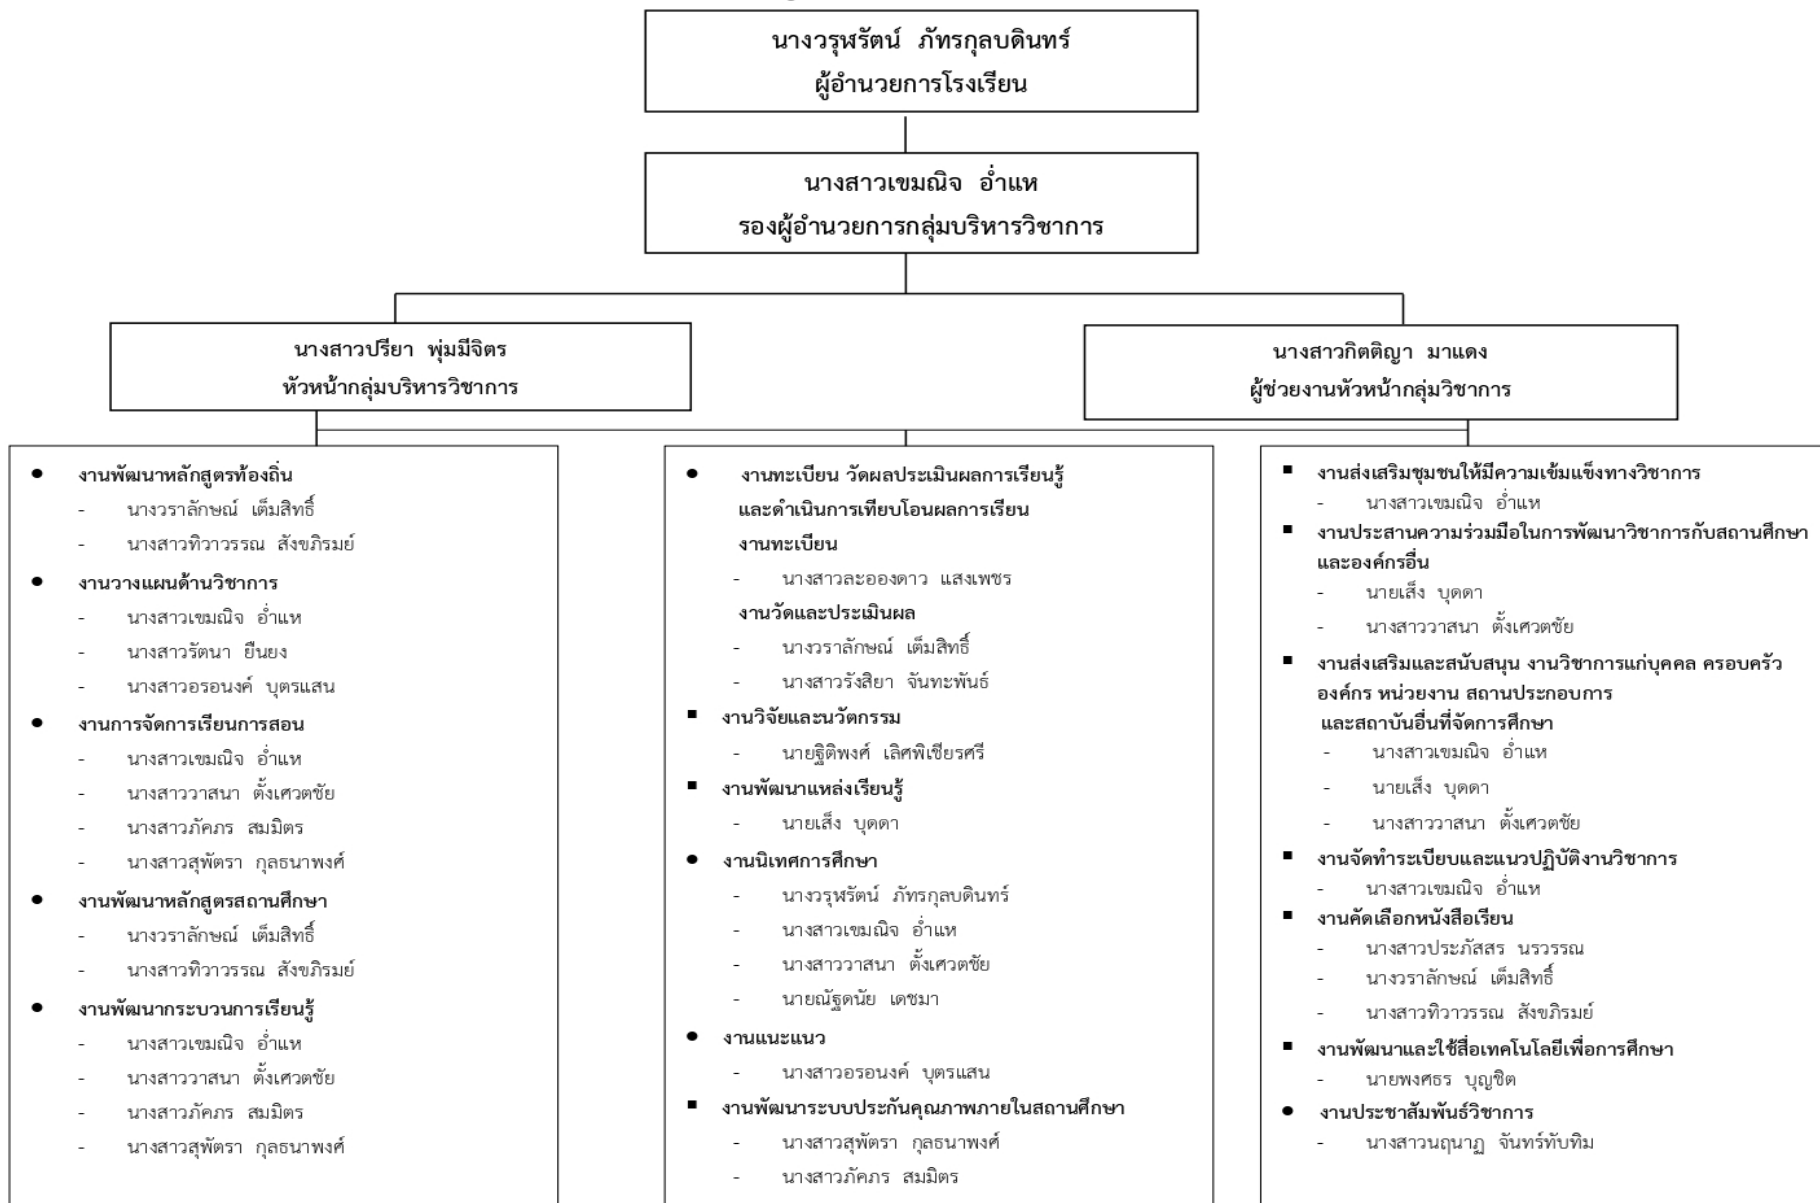 นางวรุฬรัตน์ ภัทรกุลบดินทร์
ผู้อำนวยการโรงเรียน
นางสาวเขมณิจ อ่ำแห
รองผู้อำนวยการกลุ่มบริหารวิชาการ
นางสาวปรียา พุ่มมีจิตร
หัวหน้ากลุ่มบริหารวิชาการ
นางสาวกิตติญา มาแดง
ผู้ช่วยงานหัวหน้ากลุ่มวิชาการ
● งานพัฒนาหลักสูตรท้องถิ่น
- นางวราลักษณ์ เต็มสิทธิ์
- นางสาวทิวาวรรณ สังขภิรมย์
● งานวางแผนด้านวิชาการ
- นางสาวเขมณิจ อ่ำแห
- นางสาวรัตนา ยืนยง
- นางสาวอรอนงค์ บุตรแสน
● งานการจัดการเรียนการสอน
- นางสาวเขมณิจ อ่ำแห
- นางสาววาสนา ตั้งเศวตชัย
- นางสาวภัคภร สมมิตร
- นางสาวสุพัตรา กุลธนาพงศ์
● งานพัฒนาหลักสูตรสถานศึกษา
- นางวราลักษณ์ เต็มสิทธิ์
- นางสาวทิวาวรรณ สังขภิรมย์
● งานพัฒนากระบวนการเรียนรู้
- นางสาวเขมณิจ อ่ำแห
- นางสาววาสนา ตั้งเศวตชัย
- นางสาวภัคภร สมมิตร
- นางสาวสุพัตรา กุลธนาพงศ์
● งานทะเบียน วัดผลประเมินผลการเรียนรู้
และดำเนินการเทียบโอนผลการเรียน
งานทะเบียน
- นางสาวละอองดาว แสงเพชร
งานวัดและประเมินผล
- นางวราลักษณ์ เต็มสิทธิ์
- นางสาวรังสิยา จันทะพันธ์
■ งานวิจัยและนวัตกรรม
- นายฐิติพงศ์ เลิศพิเชียรศรี
■ งานพัฒนาแหล่งเรียนรู้
- นายเส็ง บุดดา
● งานนิเทศการศึกษา
- นางวรุฬรัตน์ ภัทรกุลบดินทร์
- นางสาวเขมณิจ อ่ำแห
- นางสาววาสนา ตั้งเศวตชัย
- นายณัฐดนัย เดชมา
● งานแนะแนว
- นางสาวอรอนงค์ บุตรแสน
■ งานพัฒนาระบบประกันคุณภาพภายในสถานศึกษา
- นางสาวสุพัตรา กุลธนาพงศ์
- นางสาวภัคภร สมมิตร
■ งานส่งเสริมชุมชนให้มีความเข้มแข็งทางวิชาการ
- นางสาวเขมณิจ อ่ำแห
■ งานประสานความร่วมมือในการพัฒนาวิชาการกับสถานศึกษา
และองค์กรอื่น
- นายเส็ง บุดดา
- นางสาววาสนา ตั้งเศวตชัย
■ งานส่งเสริมและสนับสนุน งานวิชาการแก่บุคคล ครอบครัว
องค์กร หน่วยงาน สถานประกอบการ
และสถาบันอื่นที่จัดการศึกษา
- นางสาวเขมณิจ อ่ำแห
- นายเส็ง บุดดา
- นางสาววาสนา ตั้งเศวตชัย
■ งานจัดทำระเบียบและแนวปฏิบัติงานวิชาการ
- นางสาวเขมณิจ อ่ำแห
■ งานคัดเลือกหนังสือเรียน
- นางสาวประภัสสร นรวรรณ
- นางวราลักษณ์ เต็มสิทธิ์
- นางสาวทิวาวรรณ สังขภิรมย์
■ งานพัฒนาและใช้สื่อเทคโนโลยีเพื่อการศึกษา
- นายพงศธร บุญชิต
● งานประชาสัมพันธ์วิชาการ
- นางสาวนฤนาฏ จันทร์ทับทิม